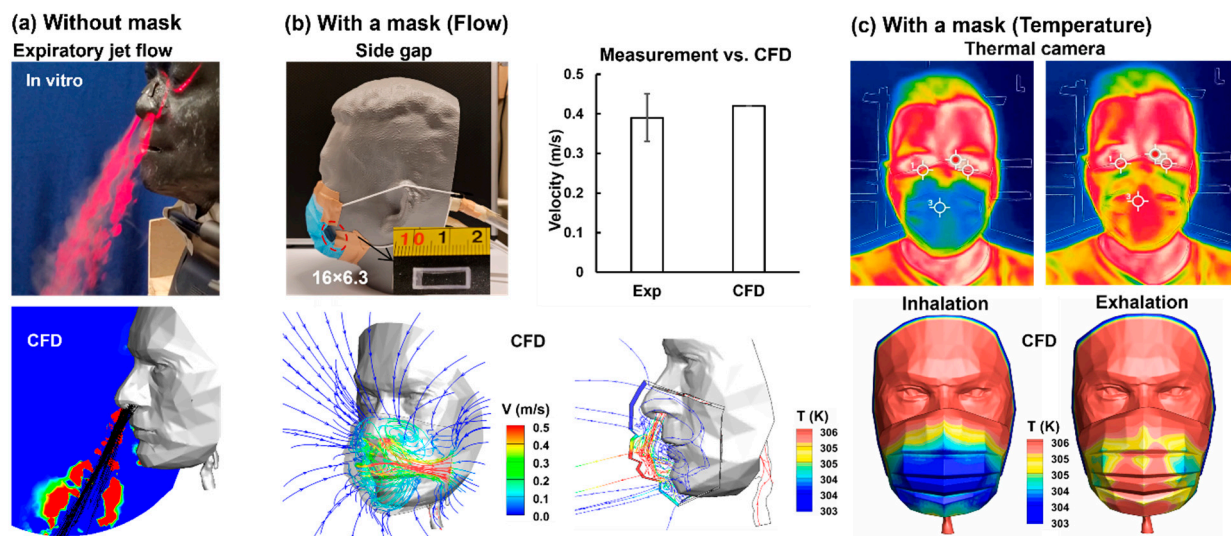 (a) Without mask
Expiratory jet flow
In vitro
CFD
(b) With a mask (Flow)
Side gap
10 1 2
16×6.3
Measurement vs. CFD
Velocity (m/s)
0.5
0.4
0.3
0.2
0.1
0
Exp CFD
CFD
V (m/s)
0.5
0.4
0.3
0.2
0.1
0.0
T (K)
306
306
305
305
304
304
303
(c) With a mask (Temperature)
Thermal camera
L
1
3
L
1
3
Inhalation Exhalation
CFD
T (K)
306
306
305
305
304
304
303